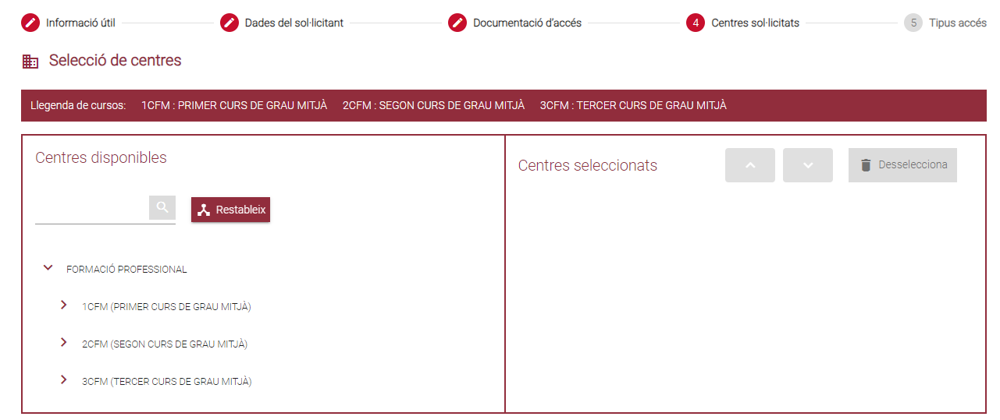 Informació útil
Dades del sol·licitant
Documentació d'accés
4 Centres sol·licitats
5 Tipus accés
Selecció de centres
Llegenda de cursos: 1CFM : PRIMER CURS DE GRAU MITJÀ 2CFM : SEGON CURS DE GRAU MITJÀ 3CFM : TERCER CURS DE GRAU MITJÀ
Centres disponibles
Restableix
FORMACIÓ PROFESSIONAL
1CFM (PRIMER CURS DE GRAU MITJÀ)
2CFM (SEGON CURS DE GRAU MITJÀ)
3CFM (TERCER CURS DE GRAU MITJÀ)
Centres seleccionats
Desselecciona